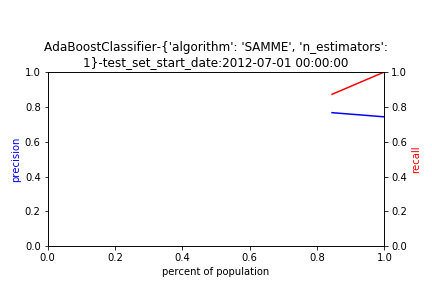 AdaBoostClassifier-{'algorithm': 'SAMME', 'n_estimators':
1}-test_set_start_date:2012-07-01 00:00:00
1.0
0.8
0.6
0.4
0.2
0.0
precision
1.0
0.8
0.6
0.4
0.2
0.0
recall
0.0 0.2 0.4 0.6 0.8 1.0
percent of population